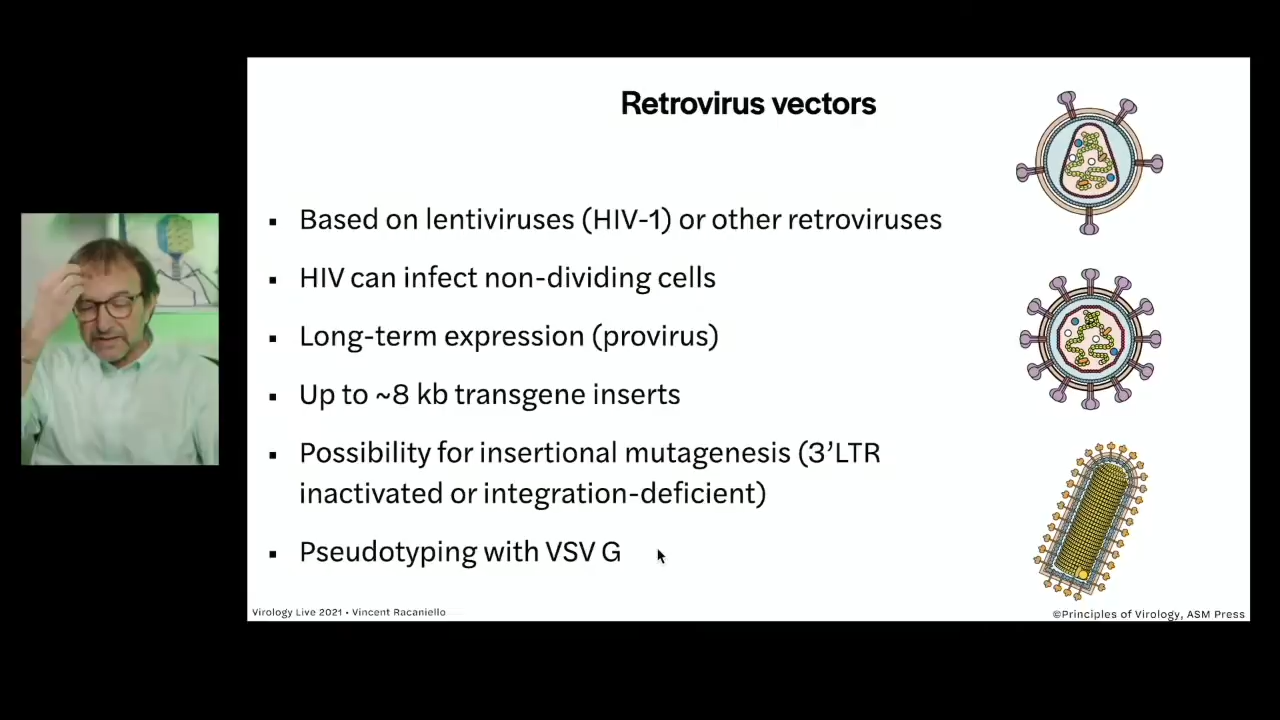 Retrovirus vectors
▪ Based on lentiviruses (HIV-1) or other retroviruses
▪ HIV can infect non-dividing cells
▪ Long-term expression (provirus)
▪ Up to ~8 kb transgene inserts
▪ Possibility for insertional mutagenesis (3’LTR
inactivated or integration-deficient)
▪ Pseudotyping with VSV G
Virology Live 2021 • Vincent Racaniello
©Principles of Virology, ASM Press